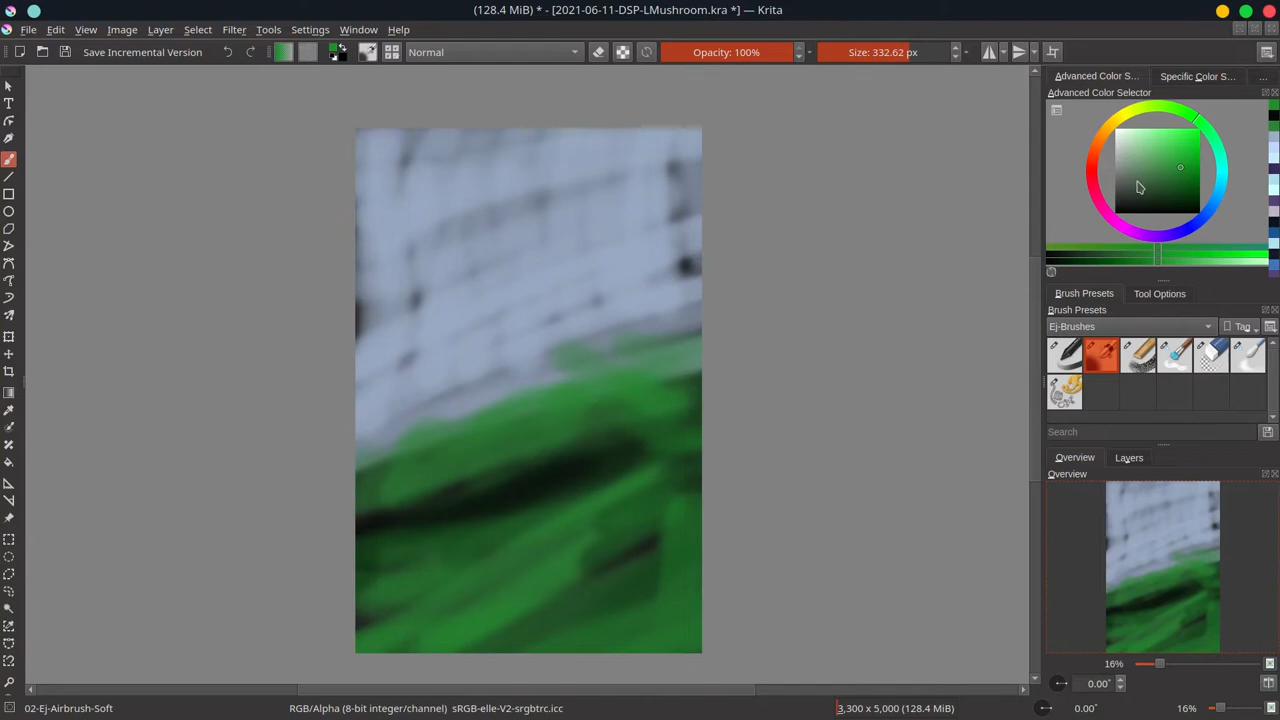 (128.4 MiB) * - [2021-06-11-DSP-LMushroom.kra *] — Krita
File Edit View Image Layer Select Filter Tools Settings Window Help
Save Incremental Version Normal Opacity: 100% Size: 332.62 px
Advanced Color S... Specific Color S... ...
Advanced Color Selector
Brush Presets Tool Options
Brush Presets
Ej-Brushes Tag
Search
Overview Layers
Overview
16%
0.00°
02-Ej-Airbrush-Soft RGB/Alpha (8-bit integer/channel) sRGB-elle-V2-srgbtrc.icc 3,300 x 5,000 (128.4 MiB) 0.00° 16%